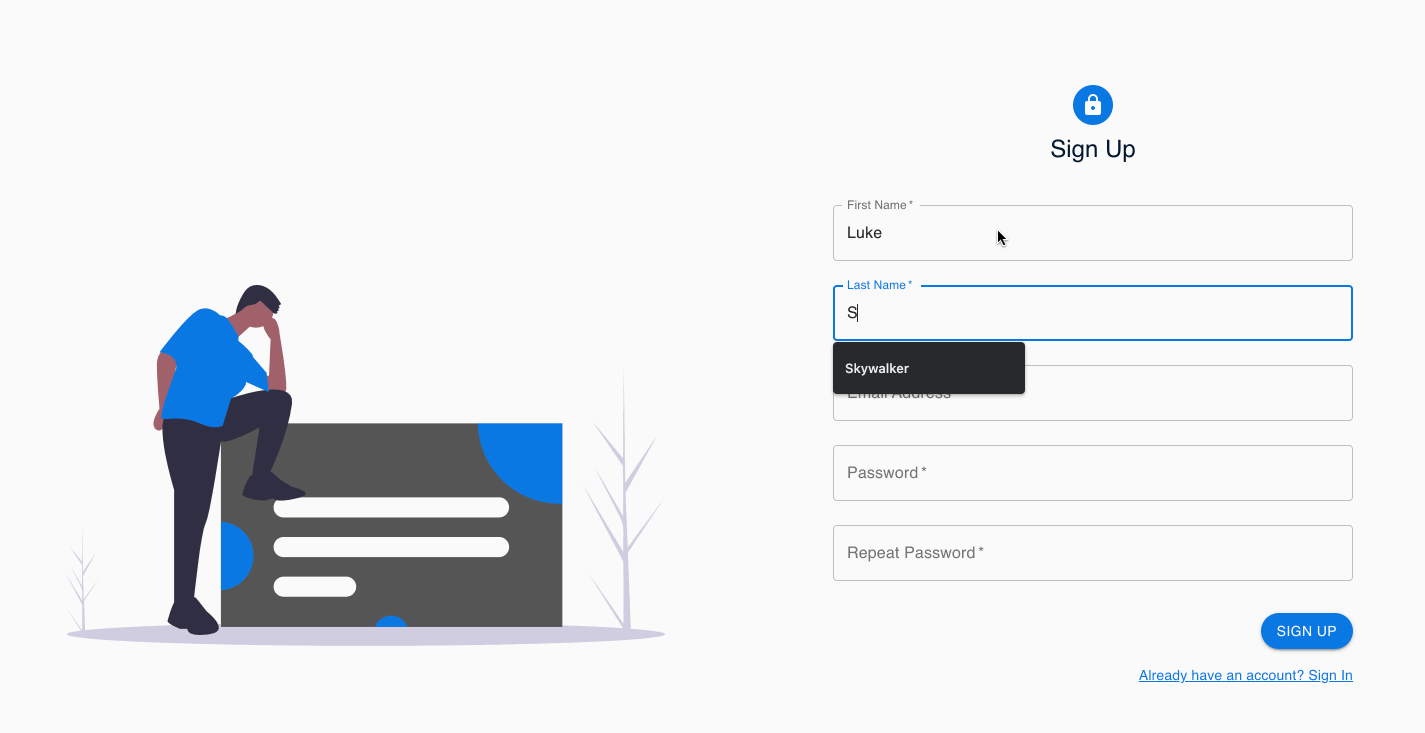 Sign Up
First Name *
Luke
Last Name *
S
Skywalker
Email Address
Password *
Repeat Password *
SIGN UP
Already have an account? Sign In